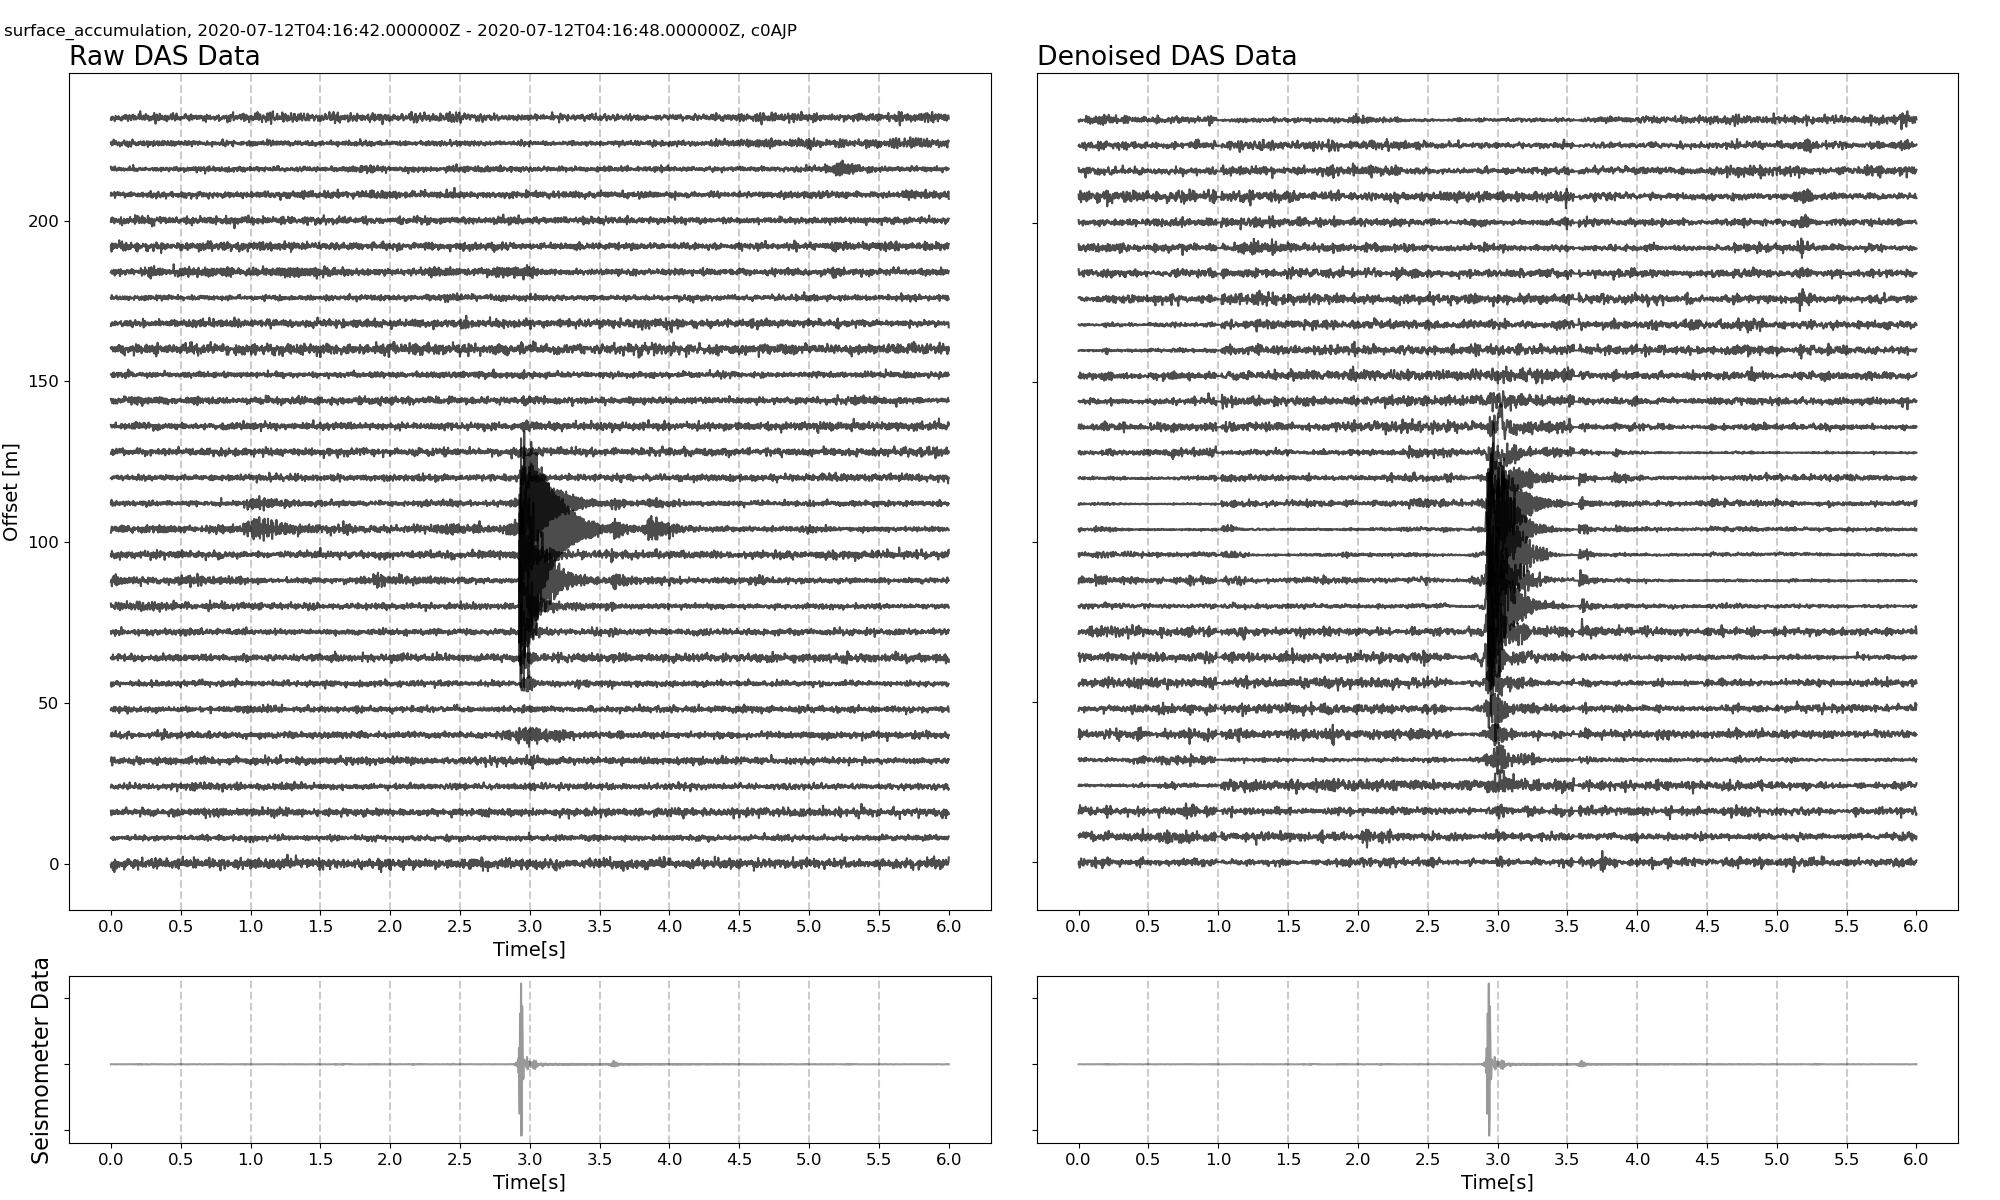 surface_accumulation, 2020-07-12T04:16:42.000000Z - 2020-07-12T04:16:48.000000Z, c0AJP
Raw DAS Data
Denoised DAS Data
Offset [m]
200
150
100
50
0
0.0 0.5 1.0 1.5 2.0 2.5 3.0 3.5 4.0 4.5 5.0 5.5 6.0
Time[s]
0.0 0.5 1.0 1.5 2.0 2.5 3.0 3.5 4.0 4.5 5.0 5.5 6.0
Seismometer Data
0.0 0.5 1.0 1.5 2.0 2.5 3.0 3.5 4.0 4.5 5.0 5.5 6.0
Time[s]
0.0 0.5 1.0 1.5 2.0 2.5 3.0 3.5 4.0 4.5 5.0 5.5 6.0
Time[s]